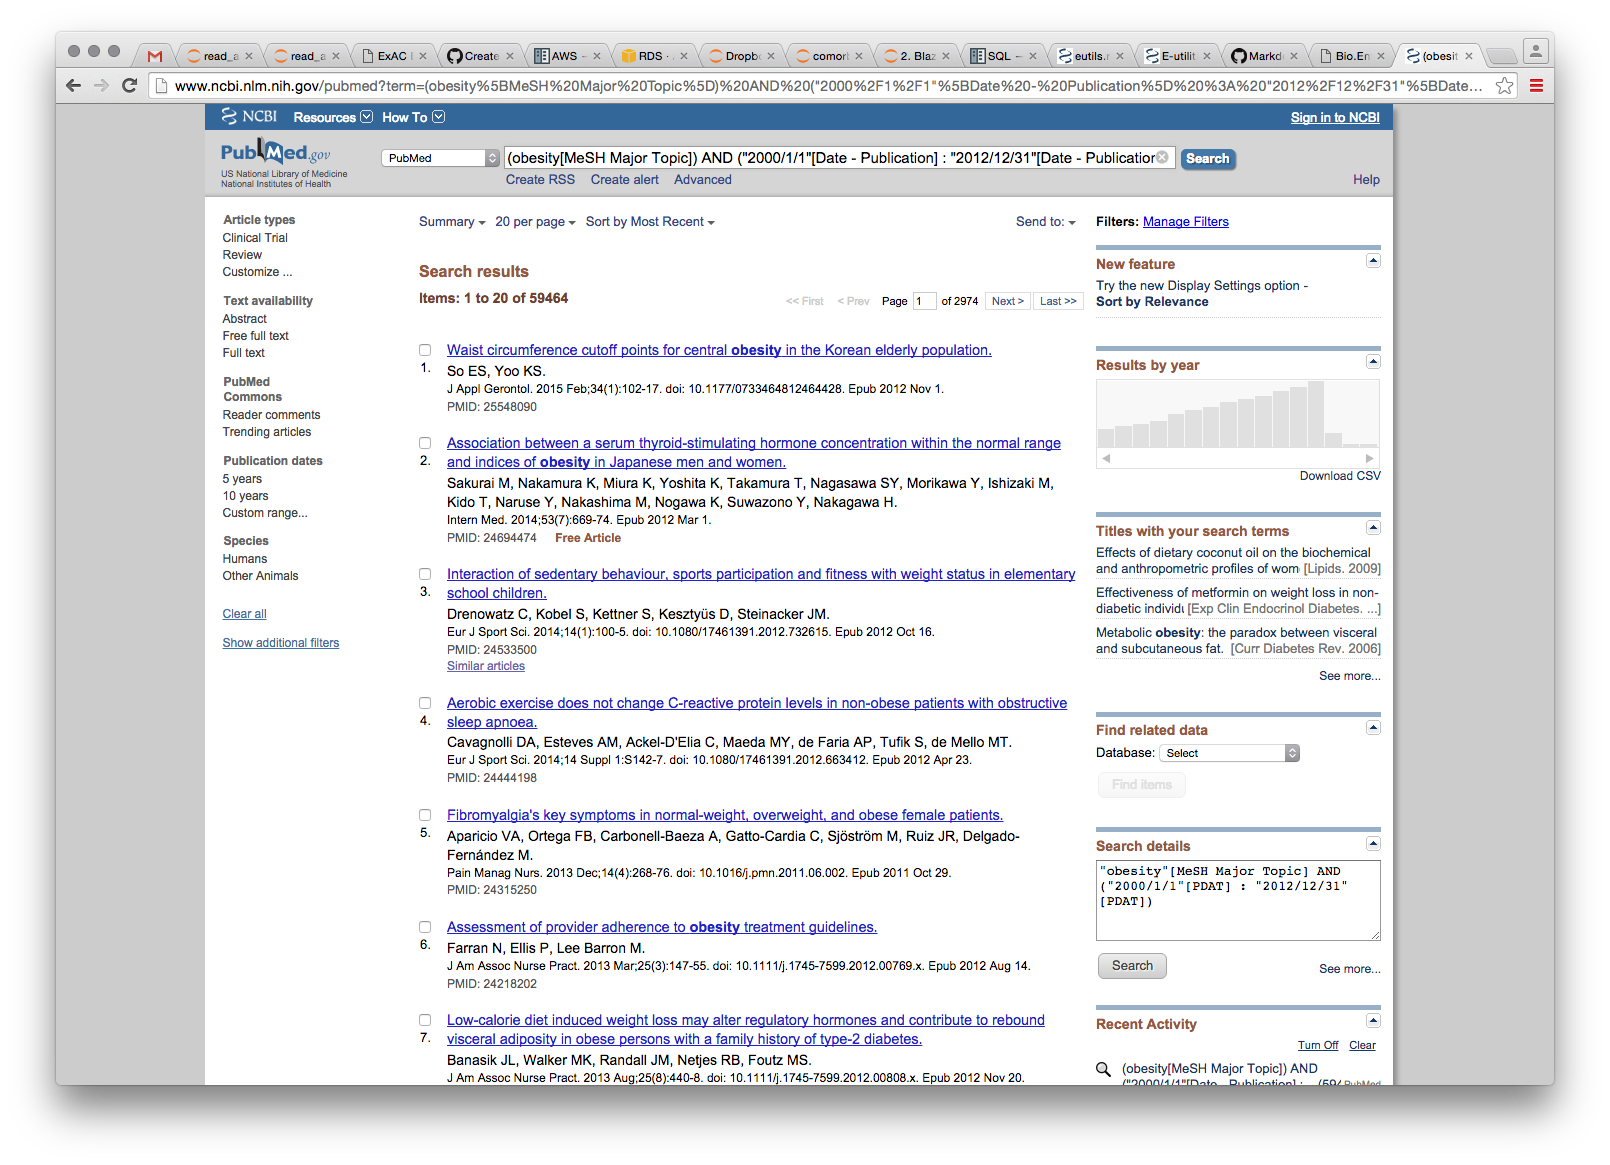 read_a
read_a
ExAC
Create
AWS -
RDS ·
Dropb
comor
2. Blaz
SQL –
eutils.r
E-utilit
Markd
Bio.En
(obesit
www.ncbi.nlm.nih.gov/pubmed?term=(obesity%5BMeSH%20Major%20Topic%5D)%20AND%20("2000%2F1%2F1"%5BDate%20-%20Publication%5D%20%3A%20"2012%2F12%2F31"%5BDate...
NCBI Resources How To Sign in to NCBI
PubMed.gov
US National Library of Medicine
National Institutes of Health
PubMed
(obesity[MeSH Major Topic]) AND ("2000/1/1"[Date - Publication] : "2012/12/31"[Date - Publication
Search
Create RSS Create alert Advanced Help
Article types
Clinical Trial
Review
Customize ...
Text availability
Abstract
Free full text
Full text
PubMed
Commons
Reader comments
Trending articles
Publication dates
5 years
10 years
Custom range...
Species
Humans
Other Animals
Clear all
Show additional filters
Summary 20 per page Sort by Most Recent Send to:
Search results
Items: 1 to 20 of 59464
<< First < Prev Page 1 of 2974 Next > Last >>
1. Waist circumference cutoff points for central obesity in the Korean elderly population.
So ES, Yoo KS.
J Appl Gerontol. 2015 Feb;34(1):102-17. doi: 10.1177/0733464812464428. Epub 2012 Nov 1.
PMID: 25548090
2. Association between a serum thyroid-stimulating hormone concentration within the normal range
and indices of obesity in Japanese men and women.
Sakurai M, Nakamura K, Miura K, Yoshita K, Takamura T, Nagasawa SY, Morikawa Y, Ishizaki M,
Kido T, Naruse Y, Nakashima M, Nogawa K, Suwazono Y, Nakagawa H.
Intern Med. 2014;53(7):669-74. Epub 2012 Mar 1.
PMID: 24694474 Free Article
3. Interaction of sedentary behaviour, sports participation and fitness with weight status in elementary
school children.
Drenowatz C, Kobel S, Kettner S, Kesztyüs D, Steinacker JM.
Eur J Sport Sci. 2014;14(1):100-5. doi: 10.1080/17461391.2012.732615. Epub 2012 Oct 16.
PMID: 24533500
Similar articles
4. Aerobic exercise does not change C-reactive protein levels in non-obese patients with obstructive
sleep apnoea.
Cavagnolli DA, Esteves AM, Ackel-D'Elia C, Maeda MY, de Faria AP, Tufik S, de Mello MT.
Eur J Sport Sci. 2014;14 Suppl 1:S142-7. doi: 10.1080/17461391.2012.663412. Epub 2012 Apr 23.
PMID: 24444198
5. Fibromyalgia's key symptoms in normal-weight, overweight, and obese female patients.
Aparicio VA, Ortega FB, Carbonell-Baeza A, Gatto-Cardia C, Sjöström M, Ruiz JR, Delgado-
Fernández M.
Pain Manag Nurs. 2013 Dec;14(4):268-76. doi: 10.1016/j.pmn.2011.06.002. Epub 2011 Oct 29.
PMID: 24315250
6. Assessment of provider adherence to obesity treatment guidelines.
Farran N, Ellis P, Lee Barron M.
J Am Assoc Nurse Pract. 2013 Mar;25(3):147-55. doi: 10.1111/j.1745-7599.2012.00769.x. Epub 2012 Aug 14.
PMID: 24218202
7. Low-calorie diet induced weight loss may alter regulatory hormones and contribute to rebound
visceral adiposity in obese persons with a family history of type-2 diabetes.
Banasik JL, Walker MK, Randall JM, Netjes RB, Foutz MS.
J Am Assoc Nurse Pract. 2013 Aug;25(8):440-8. doi: 10.1111/j.1745-7599.2012.00808.x. Epub 2012 Nov 20.
Filters: Manage Filters
New feature
Try the new Display Settings option -
Sort by Relevance
Results by year
Download CSV
Titles with your search terms
Effects of dietary coconut oil on the biochemical
and anthropometric profiles of wom [Lipids. 2009]
Effectiveness of metformin on weight loss in non-
diabetic individu [Exp Clin Endocrinol Diabetes. ...]
Metabolic obesity: the paradox between visceral
and subcutaneous fat. [Curr Diabetes Rev. 2006]
See more...
Find related data
Database: Select
Find items
Search details
"obesity"[MeSH Major Topic] AND
("2000/1/1"[PDAT] : "2012/12/31"
[PDAT])
Search See more...
Recent Activity
Turn Off Clear
(obesity[MeSH Major Topic]) AND
("2000/1/1"[Date - Publication] : ... (594 PubMed